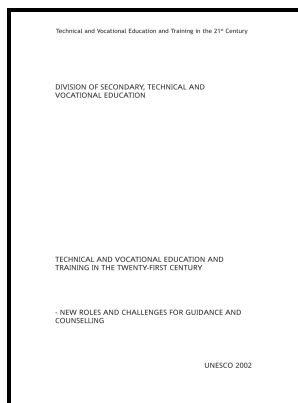 Technical and Vocational Education and Training in the 21st Century
DIVISION OF SECONDARY, TECHNICAL AND
VOCATIONAL EDUCATION
TECHNICAL AND VOCATIONAL EDUCATION AND
TRAINING IN THE TWENTY-FIRST CENTURY
- NEW ROLES AND CHALLENGES FOR GUIDANCE AND
COUNSELLING
UNESCO 2002